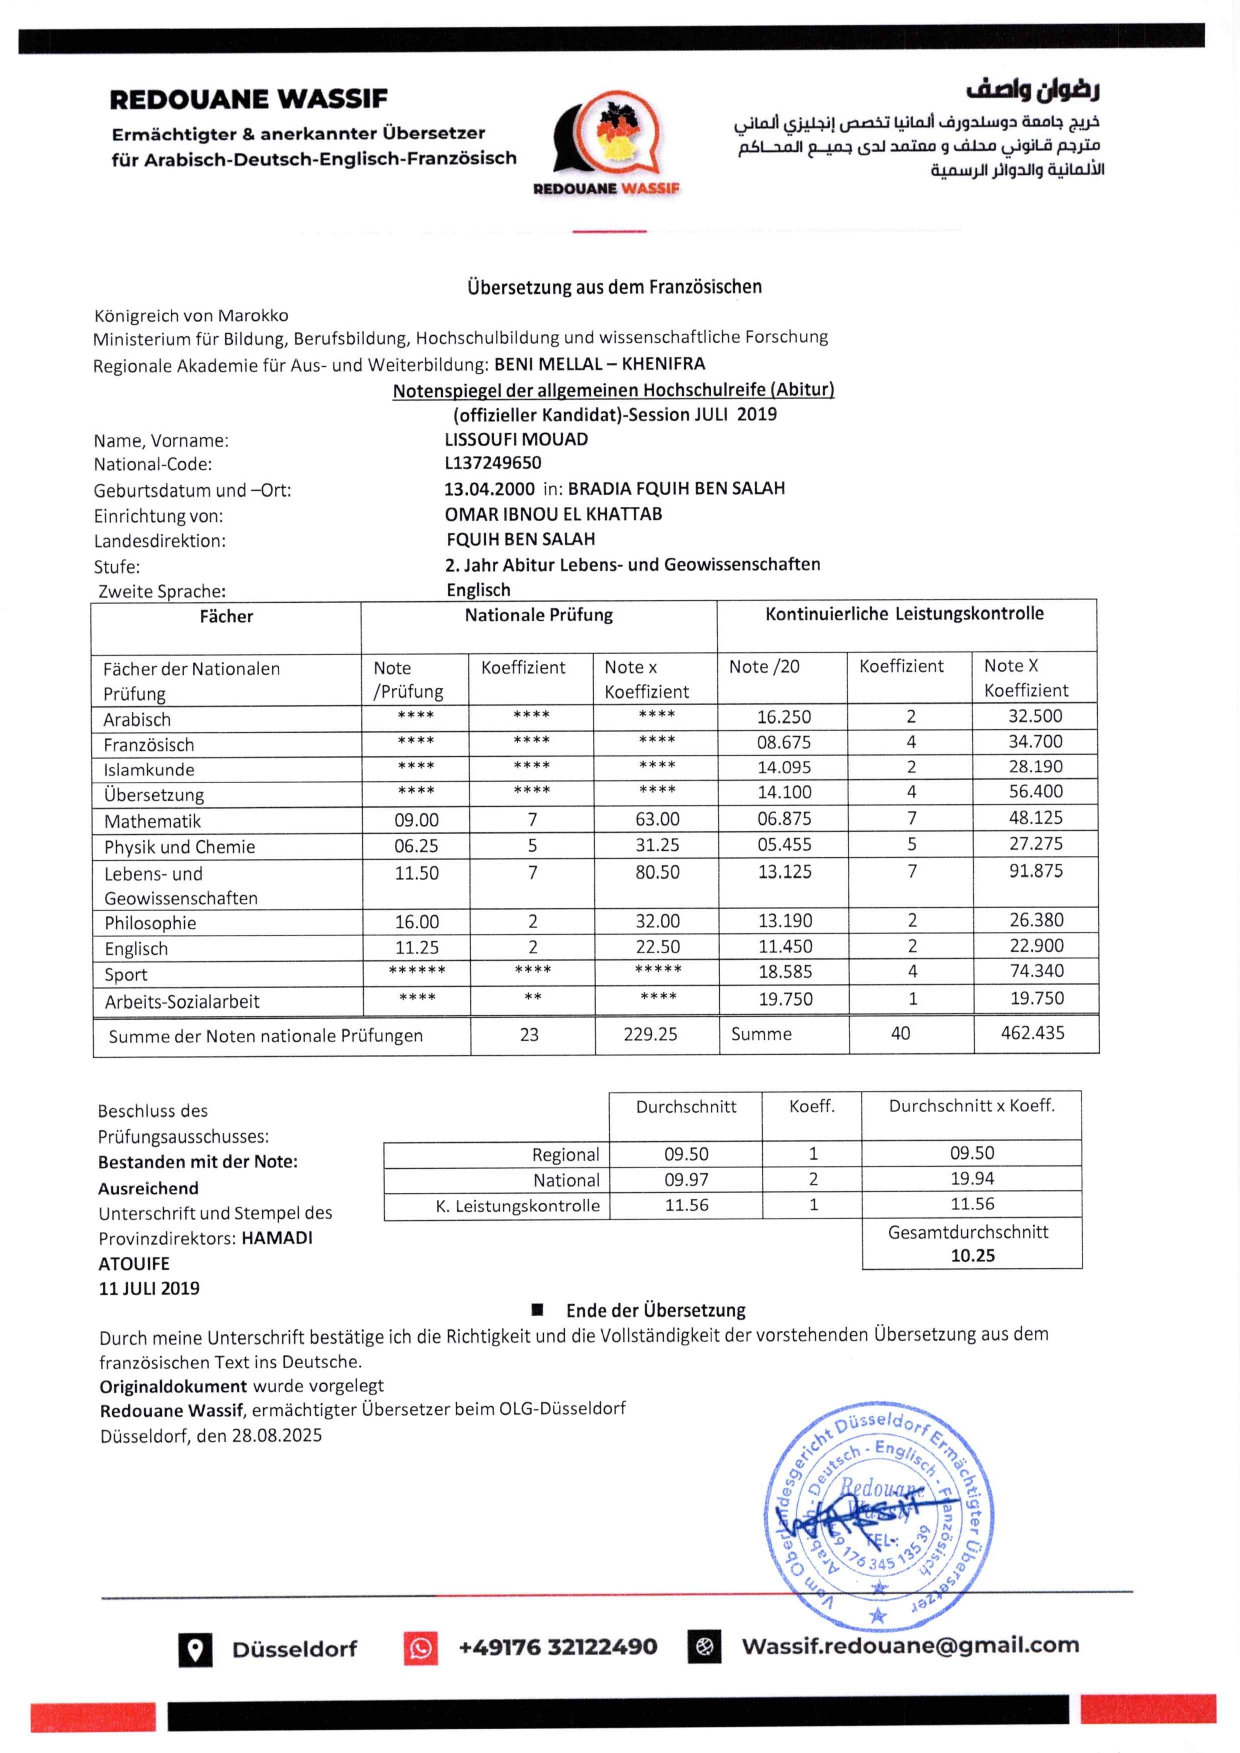 REDOUANE WASSIF
Ermächtigter & anerkannter Übersetzer
für Arabisch-Deutsch-Englisch-Französisch
REDOUANE WASSIF
رضوان واصف
خريج جامعة دوسلدورف ألمانيا تخصص إنجليزي ألماني
مترجم قانوني محلف و معتمد لدى جميع المحاكم
الألمانية والدوائر الرسمية
Übersetzung aus dem Französischen
Königreich von Marokko
Ministerium für Bildung, Berufsbildung, Hochschulbildung und wissenschaftliche Forschung
Regionale Akademie für Aus- und Weiterbildung: BENI MELLAL – KHENIFRA
Notenspiegel der allgemeinen Hochschulreife (Abitur)
(offizieller Kandidat)-Session JULI 2019
Name, Vorname: LISSOUFI MOUAD
National-Code: L137249650
Geburtsdatum und –Ort: 13.04.2000 in: BRADIA FQUIH BEN SALAH
Einrichtung von: OMAR IBNOU EL KHATTAB
Landesdirektion: FQUIH BEN SALAH
Stufe: 2. Jahr Abitur Lebens- und Geowissenschaften
Zweite Sprache: Englisch
Fächer Nationale Prüfung Kontinuierliche Leistungskontrolle
Fächer der Nationalen Note Koeffizient Note x Note /20 Koeffizient Note X
Prüfung /Prüfung Koeffizient Koeffizient
Arabisch **** **** **** 16.250 2 32.500
Französisch **** **** **** 08.675 4 34.700
Islamkunde **** **** **** 14.095 2 28.190
Übersetzung **** **** **** 14.100 4 56.400
Mathematik 09.00 7 63.00 06.875 7 48.125
Physik und Chemie 06.25 5 31.25 05.455 5 27.275
Lebens- und 11.50 7 80.50 13.125 7 91.875
Geowissenschaften
Philosophie 16.00 2 32.00 13.190 2 26.380
Englisch 11.25 2 22.50 11.450 2 22.900
Sport ****** **** ***** 18.585 4 74.340
Arbeits-Sozialarbeit **** ** **** 19.750 1 19.750
Summe der Noten nationale Prüfungen 23 229.25 Summe 40 462.435
Beschluss des
Prüfungsausschusses:
Bestanden mit der Note:
Ausreichend
Unterschrift und Stempel des
Provinzdirektors: HAMADI
ATOUIFE
11 JULI 2019
Durchschnitt Koeff. Durchschnitt x Koeff.
Regional 09.50 1 09.50
National 09.97 2 19.94
K. Leistungskontrolle 11.56 1 11.56
Gesamtdurchschnitt
10.25
■ Ende der Übersetzung
Durch meine Unterschrift bestätige ich die Richtigkeit und die Vollständigkeit der vorstehenden Übersetzung aus dem
französischen Text ins Deutsche.
Originaldokument wurde vorgelegt
Redouane Wassif, ermächtigter Übersetzer beim OLG-Düsseldorf
Düsseldorf, den 28.08.2025
Vom Oberlandesgericht Düsseldorf Ermächtigter Übersetzer
Arabisch - Deutsch - Englisch - Französisch
Redouane
Wassif
TEL.:
176 345 135 39
Düsseldorf +49176 32122490 Wassif.redouane@gmail.com